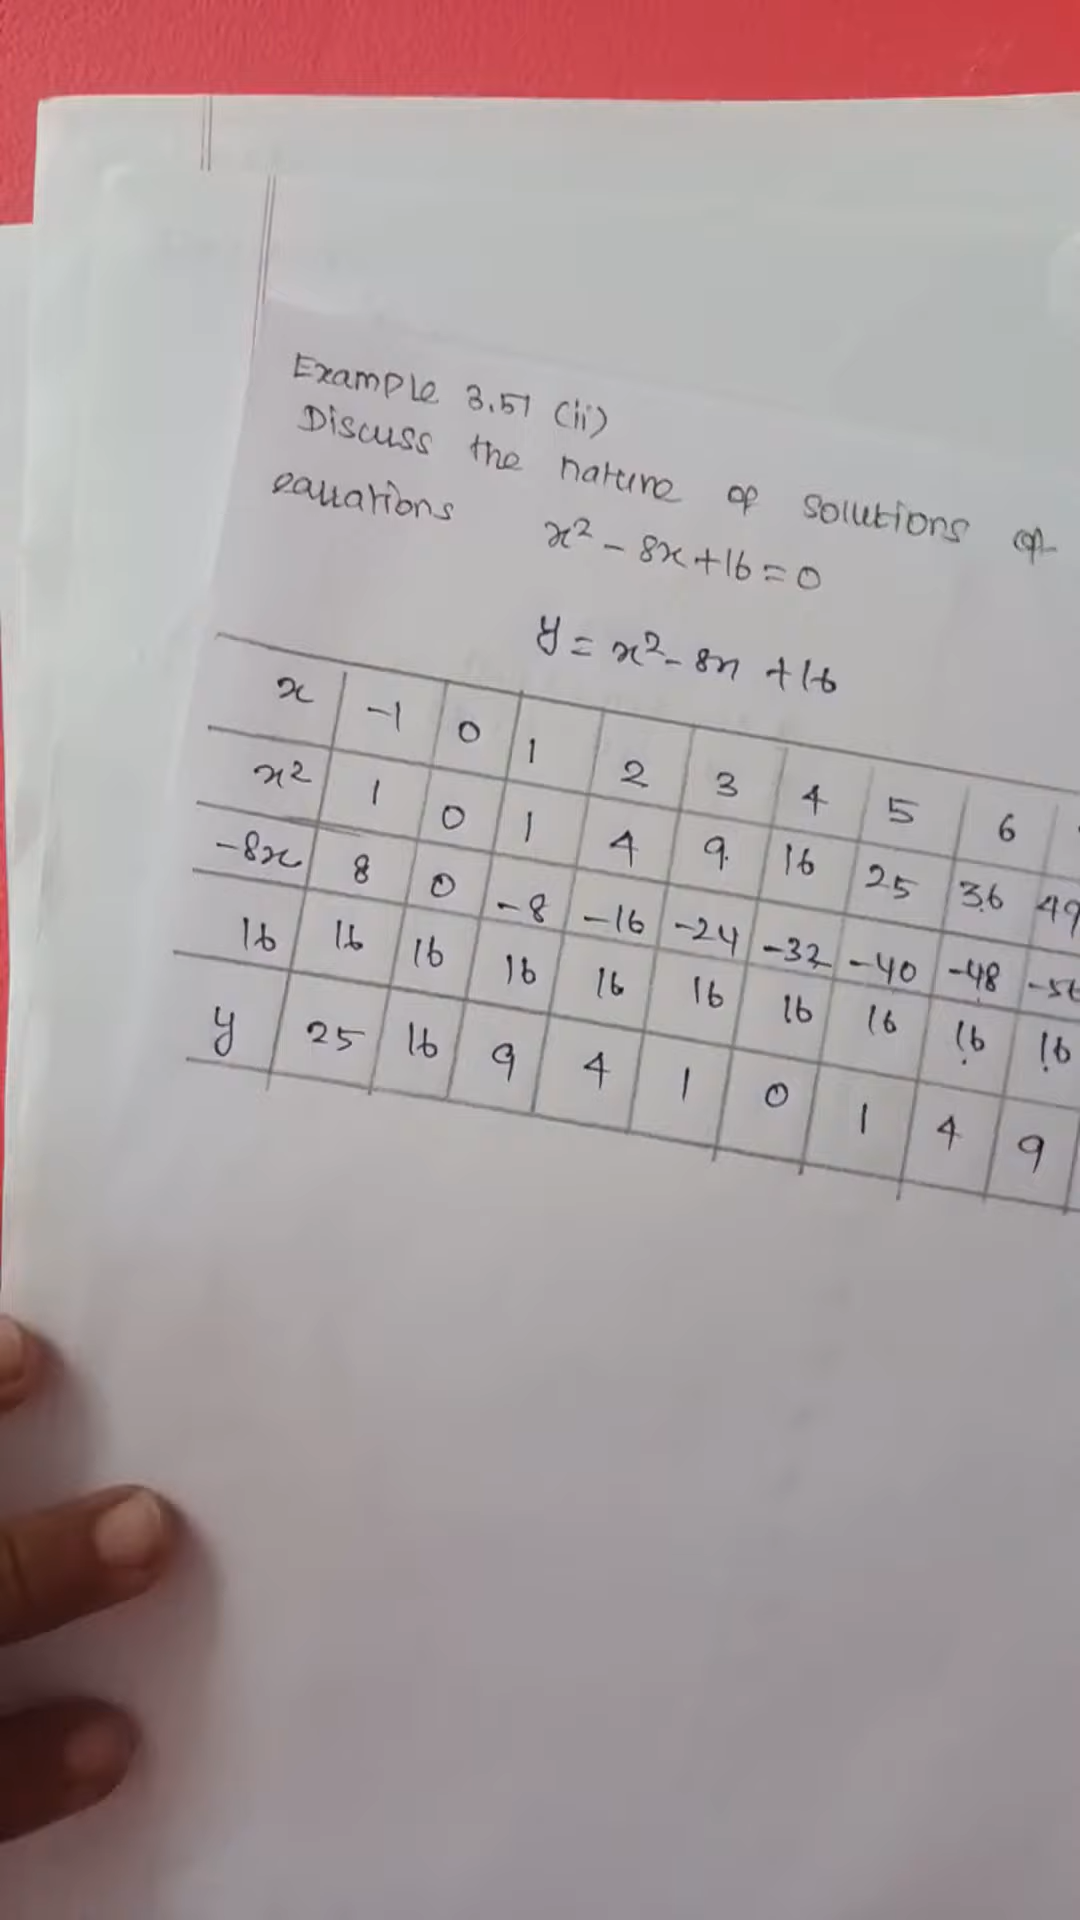 Example 3.51 (ii)
Discuss the nature of solutions of
equations x² - 8x + 16 = 0
y = x² - 8x + 16
x -1 0 1 2 3 4 5 6
x² 1 0 1 4 9 16 25 36 49
-8x 8 0 -8 -16 -24 -32 -40 -48 -56
16 16 16 16 16 16 16 16 16 16
y 25 16 9 4 1 0 1 4 9